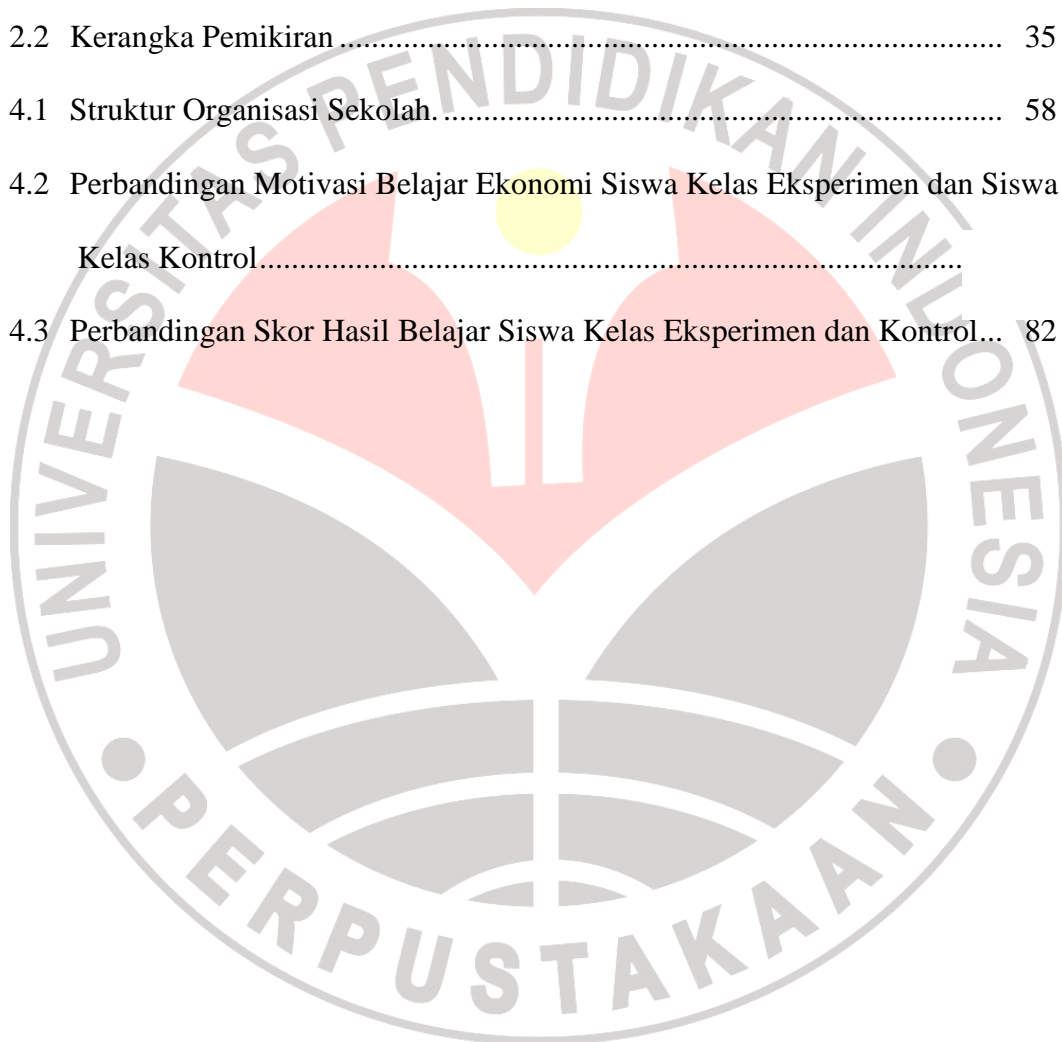 2.2 Kerangka Pemikiran ................................................................................... 35
4.1 Struktur Organisasi Sekolah. ...................................................................... 58
4.2 Perbandingan Motivasi Belajar Ekonomi Siswa Kelas Eksperimen dan Siswa
Kelas Kontrol........................................................................................
4.3 Perbandingan Skor Hasil Belajar Siswa Kelas Eksperimen dan Kontrol... 82
UNIVERSITAS PENDIDIKAN INDONESIA
PERPUSTAKAAN